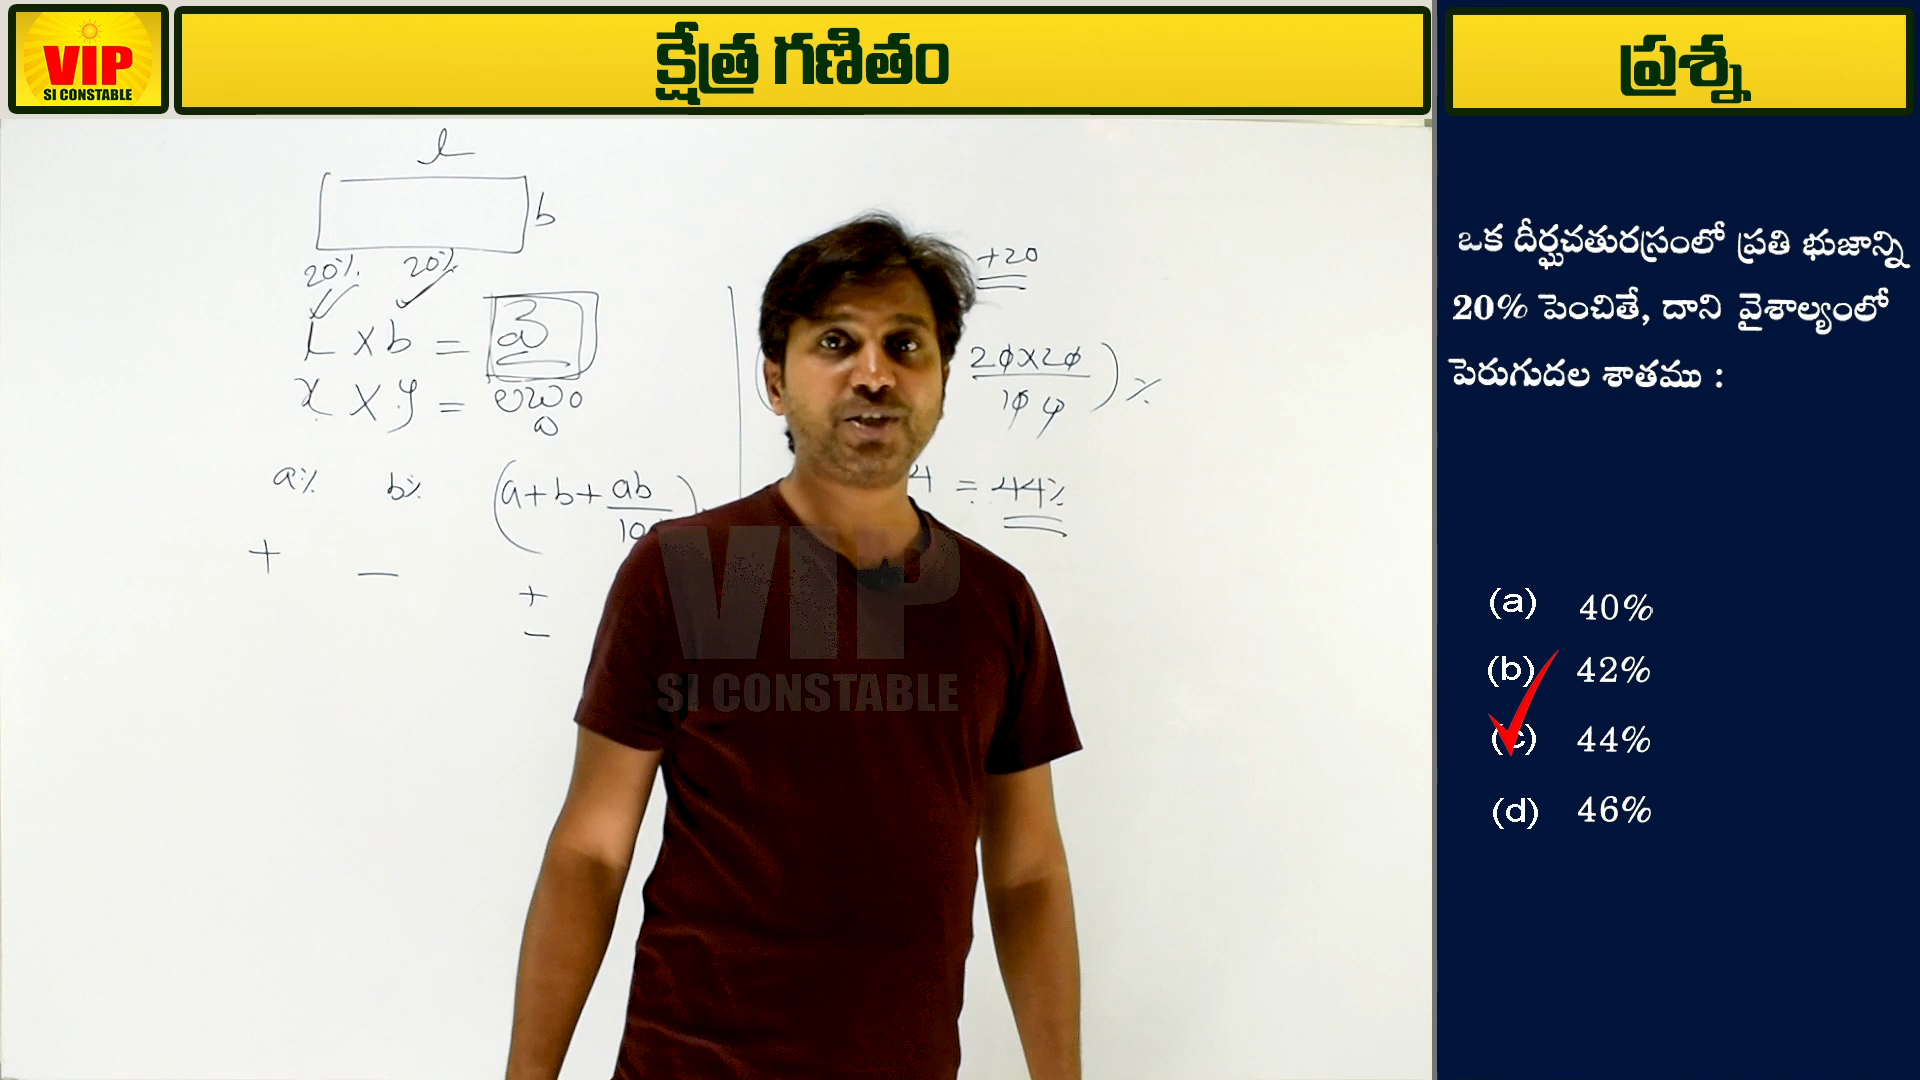 VIP
SI CONSTABLE
క్షేత్ర గణితం
ప్రశ్న
l
b
20% 20%
L x b = వై
x x y = లబ్దం
a% b% (a+b+ab/10
+ - +
-
+20
20x20/100)%
4 = 44%
VIP
SI CONSTABLE
ఒక దీర్ఘచతురస్రంలో ప్రతి భుజాన్ని
20% పెంచితే, దాని వైశాల్యంలో
పెరుగుదల శాతము :
(a) 40%
(b) 42%
(c) 44%
(d) 46%